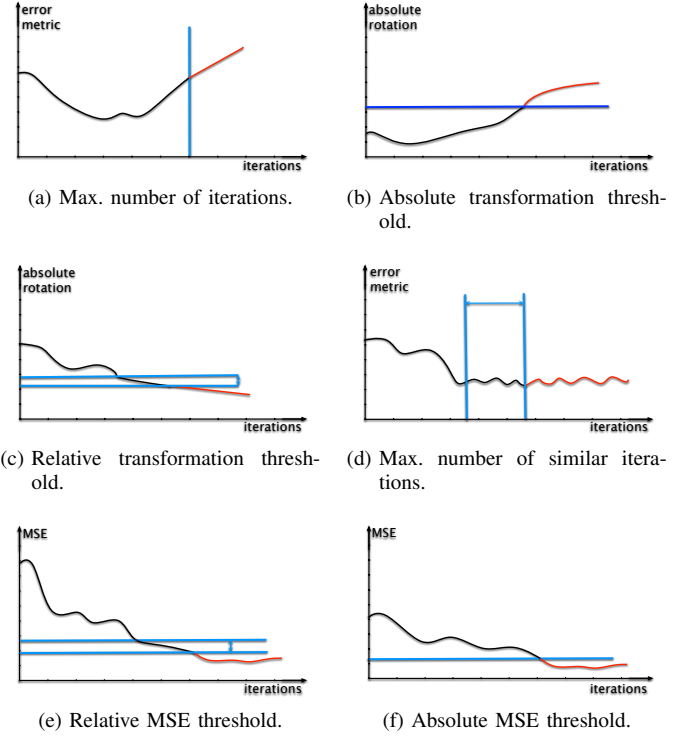 error
metric
iterations
(a) Max. number of iterations.
absolute
rotation
iterations
(b) Absolute transformation thresh-
old.
absolute
rotation
iterations
(c) Relative transformation thresh-
old.
error
metric
iterations
(d) Max. number of similar itera-
tions.
MSE
iterations
(e) Relative MSE threshold.
MSE
iterations
(f) Absolute MSE threshold.